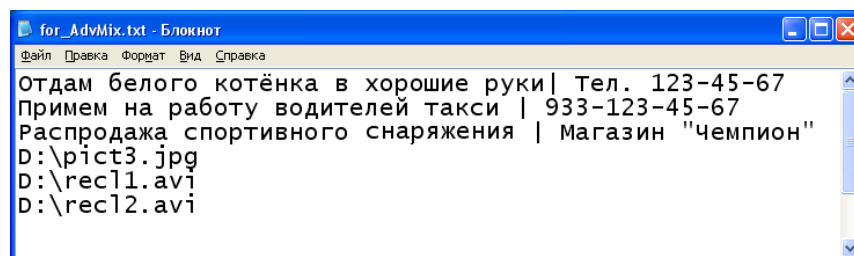 for_AdvMix.txt - Блокнот
Файл Правка Формат Вид Справка
Отдам белого котёнка в хорошие руки| Тел. 123-45-67
Примем на работу водителей такси | 933-123-45-67
Распродажа спортивного снаряжения | Магазин "Чемпион"
D:\pict3.jpg
D:\recl1.avi
D:\recl2.avi